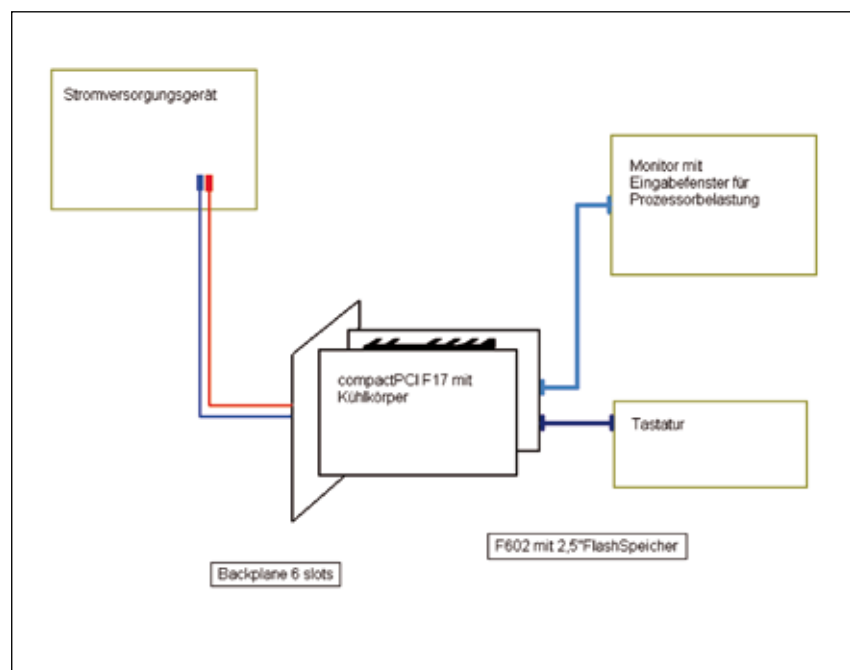 Stromversorgungsgerät
Monitor mit
Eingabefenster für
Prozessorbelastung
compactPCI F17 mit
Kühlkörper
Tastatur
F602 mit 2,5"FlashSpeicher
Backplane 6 slots